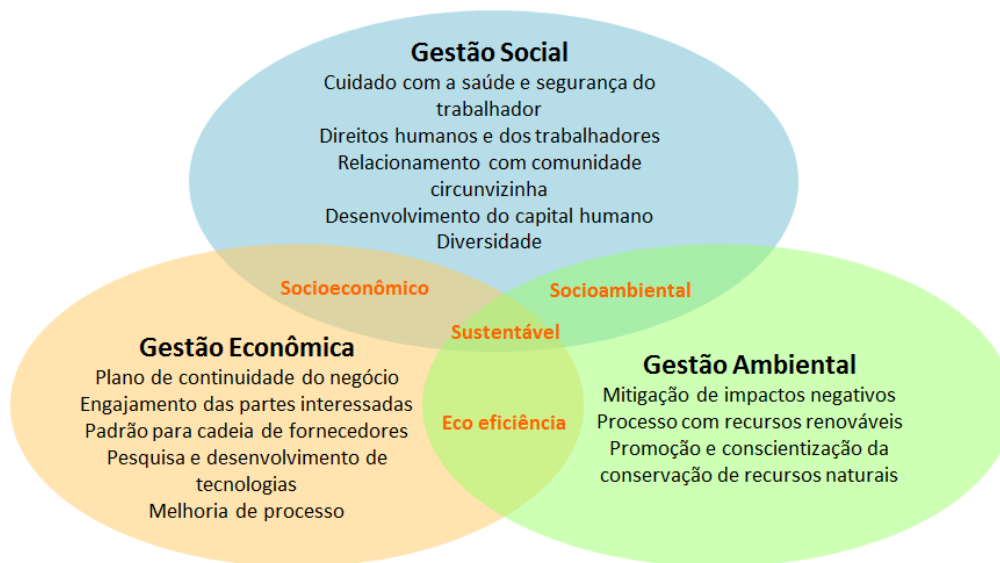 Gestão Social
Cuidado com a saúde e segurança do
trabalhador
Direitos humanos e dos trabalhadores
Relacionamento com comunidade
circunvizinha
Desenvolvimento do capital humano
Diversidade
Socioeconômico
Socioambiental
Sustentável
Gestão Econômica
Plano de continuidade do negócio
Engajamento das partes interessadas
Padrão para cadeia de fornecedores
Pesquisa e desenvolvimento de
tecnologias
Melhoria de processo
Eco eficiência
Gestão Ambiental
Mitigação de impactos negativos
Processo com recursos renováveis
Promoção e conscientização da
conservação de recursos naturais